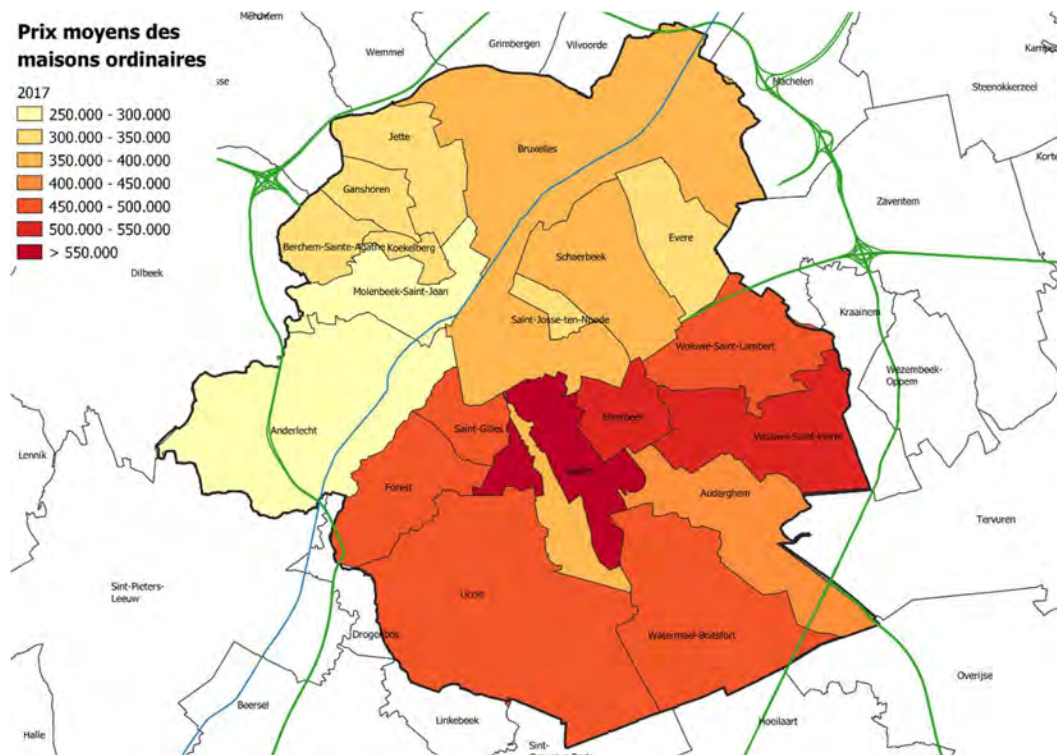 Prix moyens des
maisons ordinaires
2017
250.000 - 300.000
300.000 - 350.000
350.000 - 400.000
400.000 - 450.000
450.000 - 500.000
500.000 - 550.000
> 550.000
Merchtem
Wemmel
Grimbergen
Vilvoorde
Machelen
Steenokkerzeel
Jette
Bruxelles
Ganshoren
Zaventem
Berchem-Sainte-Agathe
Koekelberg
Schaerbeek
Evere
Dilbeek
Molenbeek-Saint-Jean
Saint-Josse-ten-Noode
Kraainem
Woluwe-Saint-Lambert
Wezembeek-
Oppem
Etterbeek
Anderlecht
Saint-Gilles
Woluwe-Saint-Pierre
Lennik
Forest
Auderghem
Tervuren
Sint-Pieters-
Leeuw
Uccle
Drogenbos
Watermael-Boitsfort
Overijse
Beersel
Linkebeek
Hoeilaart
Halle
Sint-